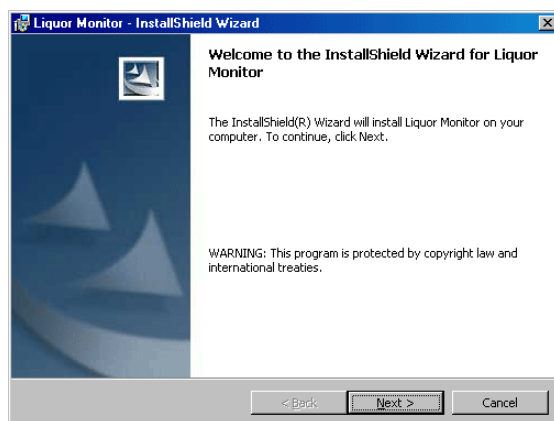 Liquor Monitor - InstallShield Wizard
Welcome to the InstallShield Wizard for Liquor
Monitor
The InstallShield(R) Wizard will install Liquor Monitor on your
computer. To continue, click Next.
WARNING: This program is protected by copyright law and
international treaties.
< Back Next > Cancel